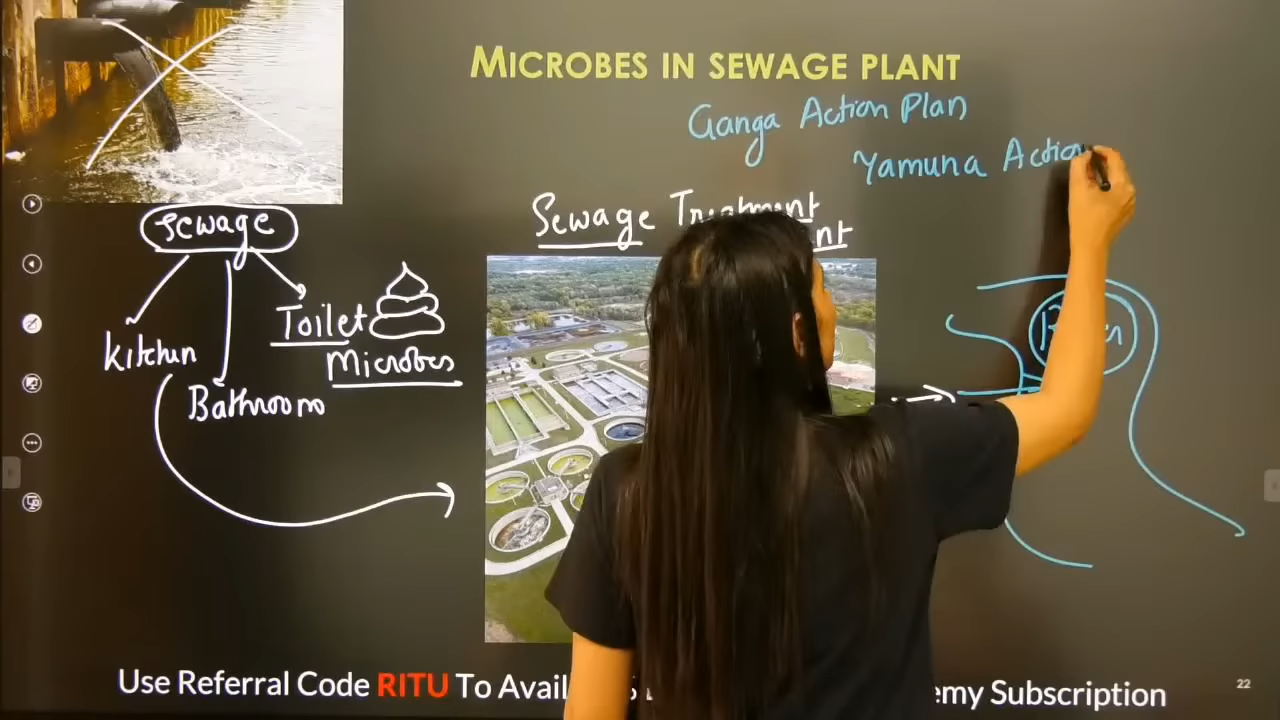 MICROBES IN SEWAGE PLANT
Ganga Action Plan
Yamuna Action
Sewage Treatment
Sewage
Toilet
Microbes
Kitchen
Bathroom
Use Referral Code RITU To Avail
Subscription
22